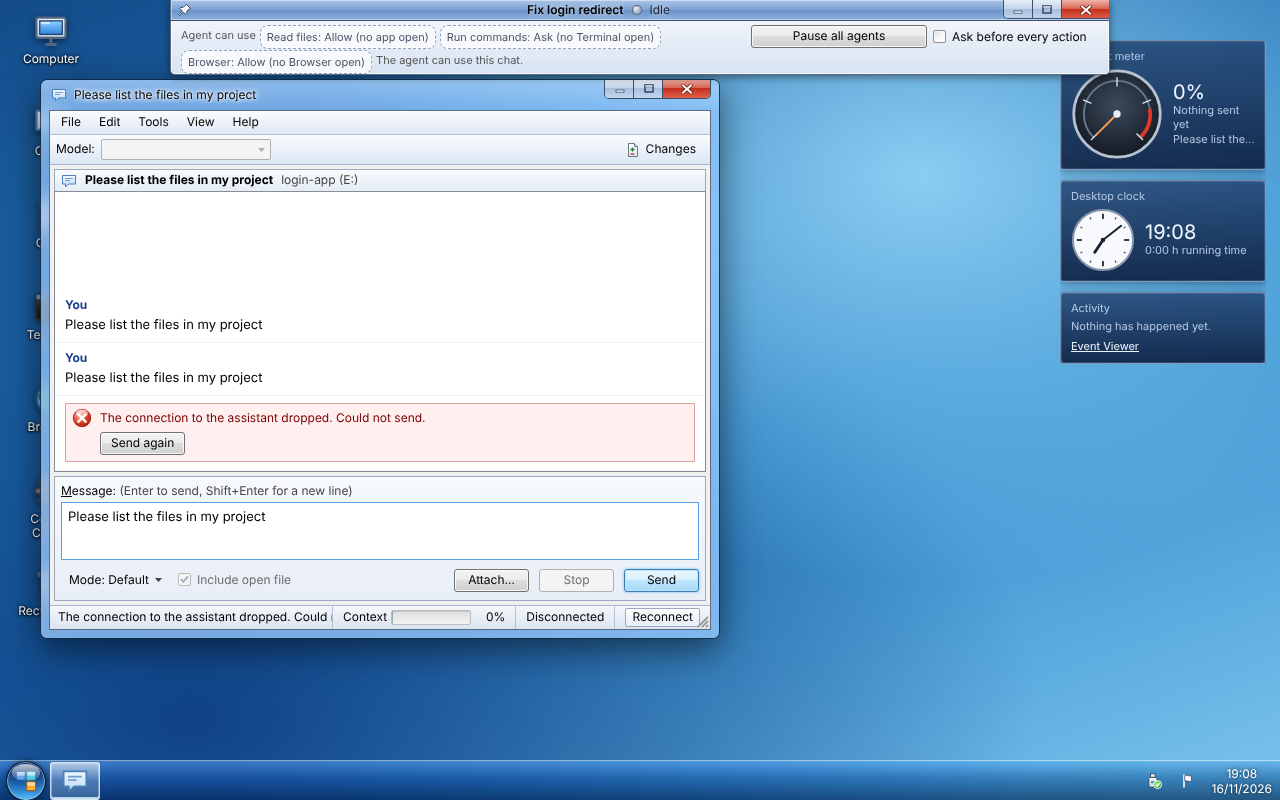 Fix login redirect Idle
Agent can use Read files: Allow (no app open) Run commands: Ask (no Terminal open)
Browser: Allow (no Browser open) The agent can use this chat.
Pause all agents Ask before every action
Computer
Please list the files in my project
File Edit Tools View Help
Model: Changes
Please list the files in my project login-app (E:)
You
Please list the files in my project
You
Please list the files in my project
The connection to the assistant dropped. Could not send.
Send again
Message: (Enter to send, Shift+Enter for a new line)
Please list the files in my project
Mode: Default Include open file Attach... Stop Send
The connection to the assistant dropped. Could Context 0% Disconnected Reconnect
meter
0%
Nothing sent
yet
Please list the...
Desktop clock
19:08
0:00 h running time
Activity
Nothing has happened yet.
Event Viewer
19:08
16/11/2026